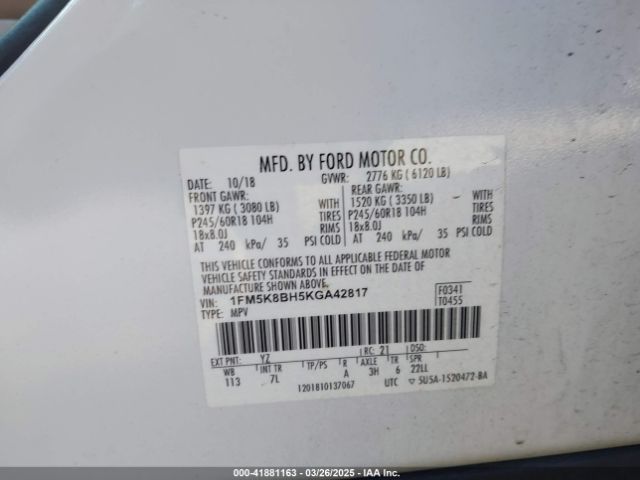 MFD. BY FORD MOTOR CO.
DATE: 10/18 GVWR: 2776 KG ( 6120 LB)
FRONT GAWR: REAR GAWR:
1397 KG ( 3080 LB) WITH 1520 KG ( 3350 LB) WITH
P245/60R18 104H TIRES P245/60R18 104H TIRES
18x8.0J RIMS 18x8.0J RIMS
AT 240 kPa/ 35 PSI COLD AT 240 kPa/ 35 PSI COLD
THIS VEHICLE CONFORMS TO ALL APPLICABLE FEDERAL MOTOR
VEHICLE SAFETY STANDARDS IN EFFECT ON THE DATE OF
MANUFACTURE SHOWN ABOVE.
VIN: 1FM5K8BH5KGA42817 F0341
TYPE: MPV T0455
EXT PNT: YZ RC: 21 DSO:
WB INT TR TP/PS R AXLE TR SPR
113 7L A 3H 6 22LL
1201810137067 UTC ▽ 5U5A-1520472-BA
000-41881163 — 03/26/2025 — IAA Inc.